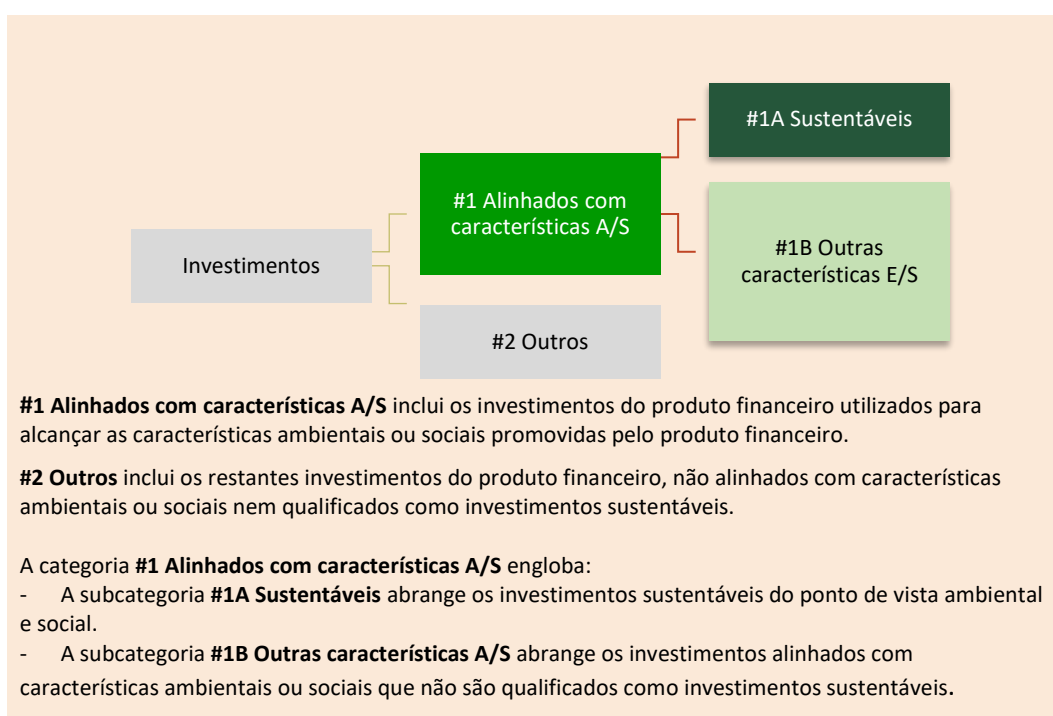 #1A Sustentáveis
#1 Alinhados com
características A/S
#1B Outras
características E/S
Investimentos
#2 Outros
#1 Alinhados com características A/S inclui os investimentos do produto financeiro utilizados para
alcançar as características ambientais ou sociais promovidas pelo produto financeiro.
#2 Outros inclui os restantes investimentos do produto financeiro, não alinhados com características
ambientais ou sociais nem qualificados como investimentos sustentáveis.
A categoria #1 Alinhados com características A/S engloba:
- A subcategoria #1A Sustentáveis abrange os investimentos sustentáveis do ponto de vista ambiental
e social.
- A subcategoria #1B Outras características A/S abrange os investimentos alinhados com
características ambientais ou sociais que não são qualificados como investimentos sustentáveis.